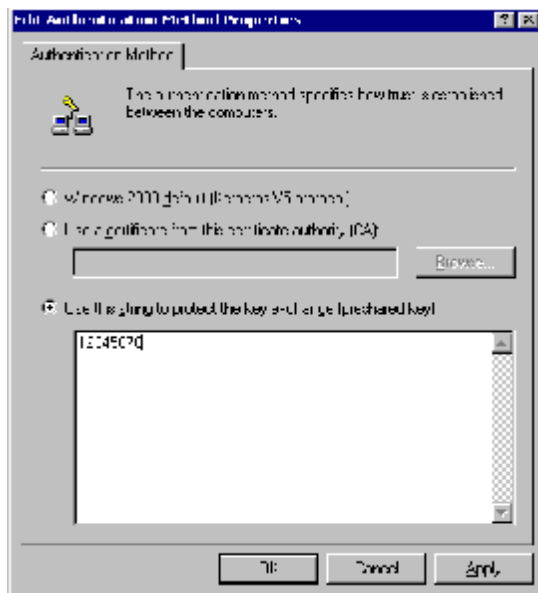 Edit Authentication Method Properties
Authentication Method
The authentication method specifies how trust is established
between the computers.
Windows 2000 default (Kerberos V5 protocol)
Use a certificate from this certificate authority (CA):
Browse...
Use this string to protect the key exchange (preshared key):
OK
Cancel
Apply